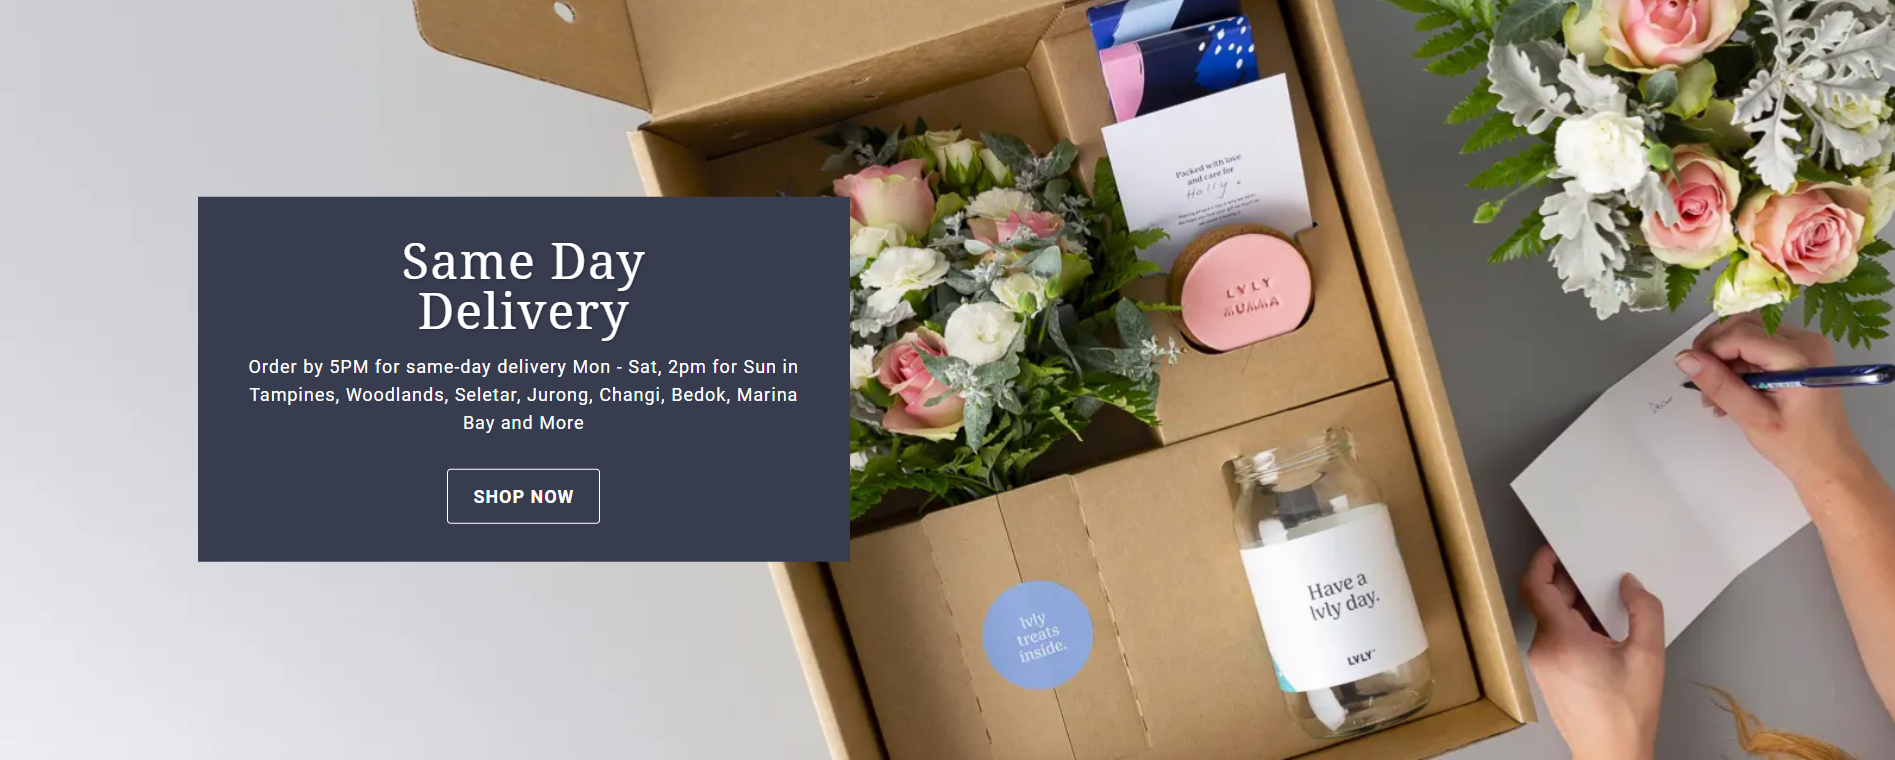 Same Day
Delivery
Order by 5PM for same-day delivery Mon - Sat, 2pm for Sun in
Tampines, Woodlands, Seletar, Jurong, Changi, Bedok, Marina
Bay and More
SHOP NOW
Packed with love
and care for
Holly
LVLY
MUMMA
Have a
lvly day.
LVLY
lvly
treats
inside.
Dear